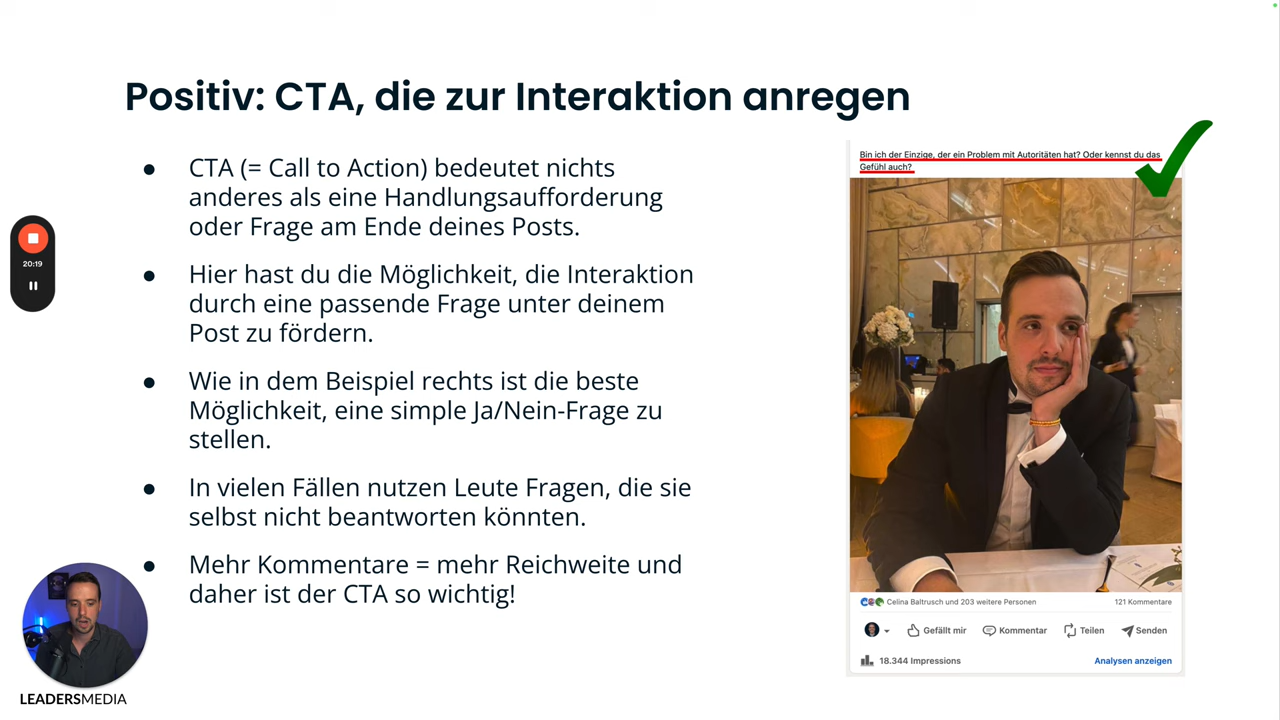 Positiv: CTA, die zur Interaktion anregen
● CTA (= Call to Action) bedeutet nichts
anderes als eine Handlungsaufforderung
oder Frage am Ende deines Posts.
● Hier hast du die Möglichkeit, die Interaktion
durch eine passende Frage unter deinem
Post zu fördern.
● Wie in dem Beispiel rechts ist die beste
Möglichkeit, eine simple Ja/Nein-Frage zu
stellen.
● In vielen Fällen nutzen Leute Fragen, die sie
selbst nicht beantworten könnten.
● Mehr Kommentare = mehr Reichweite und
daher ist der CTA so wichtig!
20:19
LEADERSMEDIA
Bin ich der Einzige, der ein Problem mit Autoritäten hat? Oder kennst du das
Gefühl auch?
Celina Baltrusch und 203 weitere Personen 121 Kommentare
Gefällt mir Kommentar Teilen Senden
18.344 Impressions Analysen anzeigen